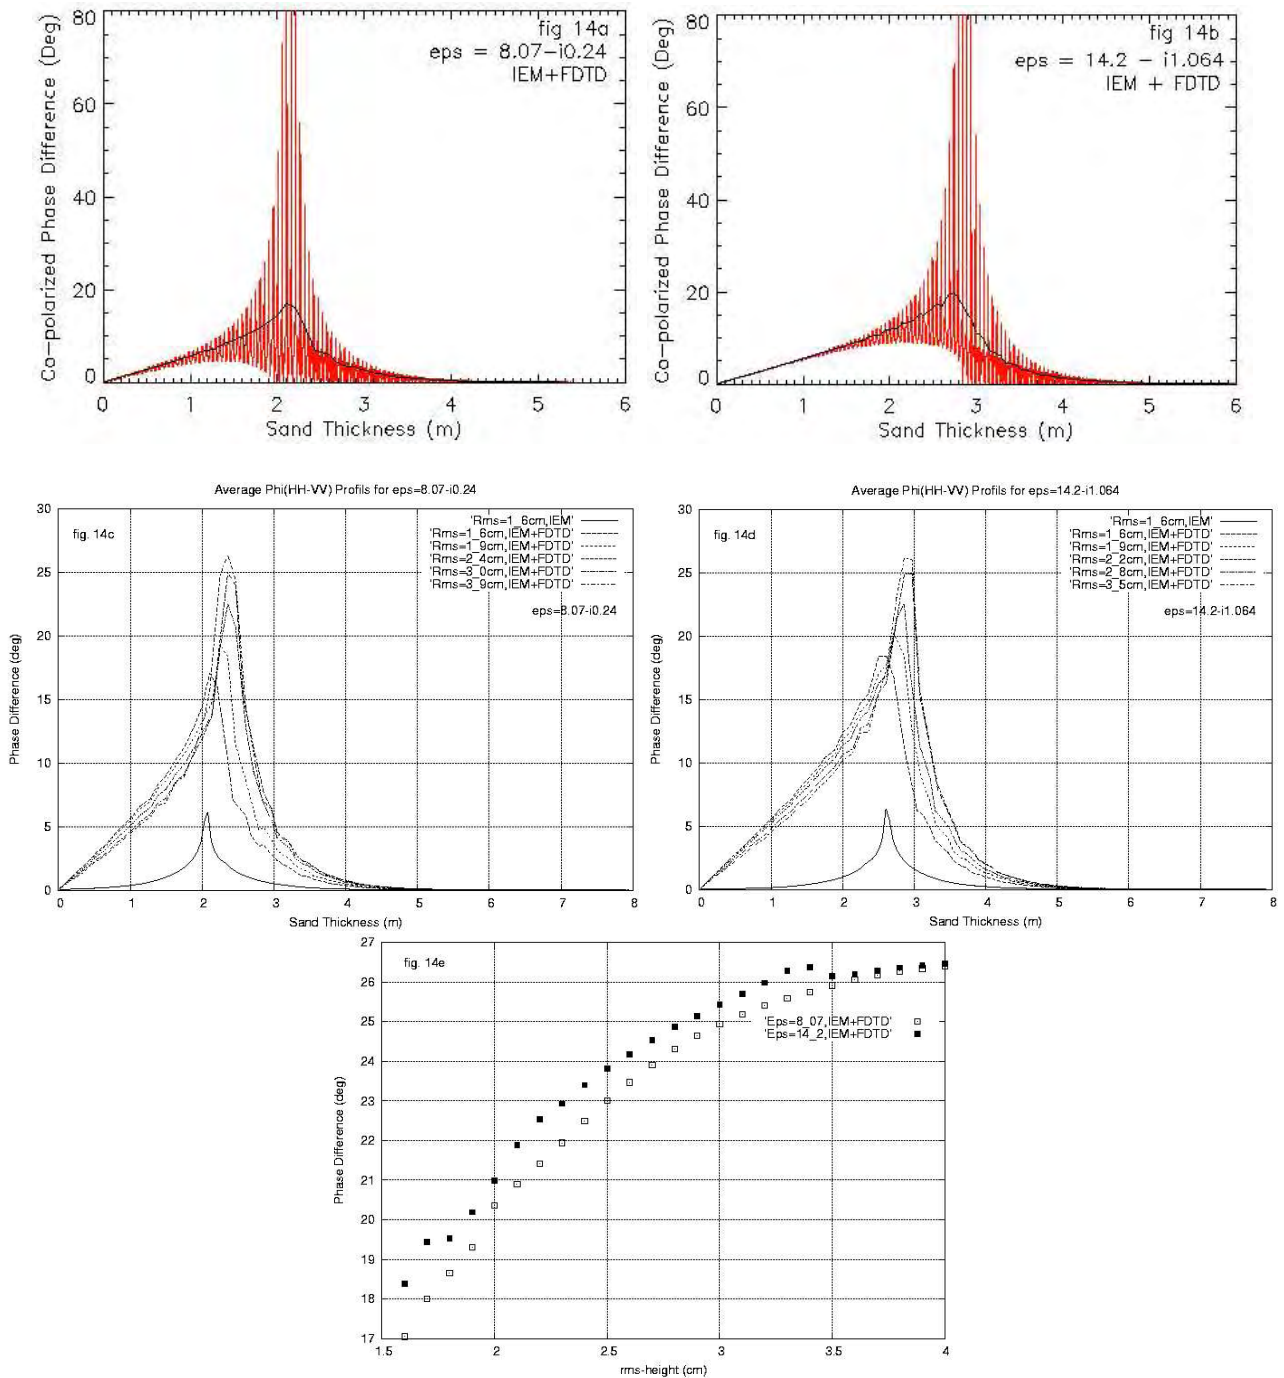 fig 14a
eps = 8.07-i0.24
IEM+FDTD
Co-polarized Phase Difference (Deg)
80
60
40
20
0
0 1 2 3 4 5 6
Sand Thickness (m)
fig 14b
eps = 14.2 - i1.064
IEM + FDTD
Co-polarized Phase Difference (Deg)
80
60
40
20
0
0 1 2 3 4 5 6
Sand Thickness (m)
Average Phi(HH-VV) Profils for eps=8.07-i0.24
fig. 14c
'Rms=1_6cm,IEM'
'Rms=1_6cm,IEM+FDTD'
'Rms=1_9cm,IEM+FDTD'
'Rms=2_4cm,IEM+FDTD'
'Rms=3_0cm,IEM+FDTD'
'Rms=3_9cm,IEM+FDTD'
eps=8.07-i0.24
Phase Difference (deg)
30
25
20
15
10
5
0
0 1 2 3 4 5 6 7 8
Sand Thickness (m)
Average Phi(HH-VV) Profils for eps=14.2-i1.064
fig. 14d
'Rms=1_6cm,IEM'
'Rms=1_6cm,IEM+FDTD'
'Rms=1_9cm,IEM+FDTD'
'Rms=2_2cm,IEM+FDTD'
'Rms=2_8cm,IEM+FDTD'
'Rms=3_5cm,IEM+FDTD'
eps=14.2-i1.064
Phase Difference (deg)
30
25
20
15
10
5
0
0 1 2 3 4 5 6 7 8
Sand Thickness (m)
fig. 14e
'Eps=8_07,IEM+FDTD'
'Eps=14_2,IEM+FDTD'
Phase Difference (deg)
27
26
25
24
23
22
21
20
19
18
17
1.5 2 2.5 3 3.5 4
rms-height (cm)